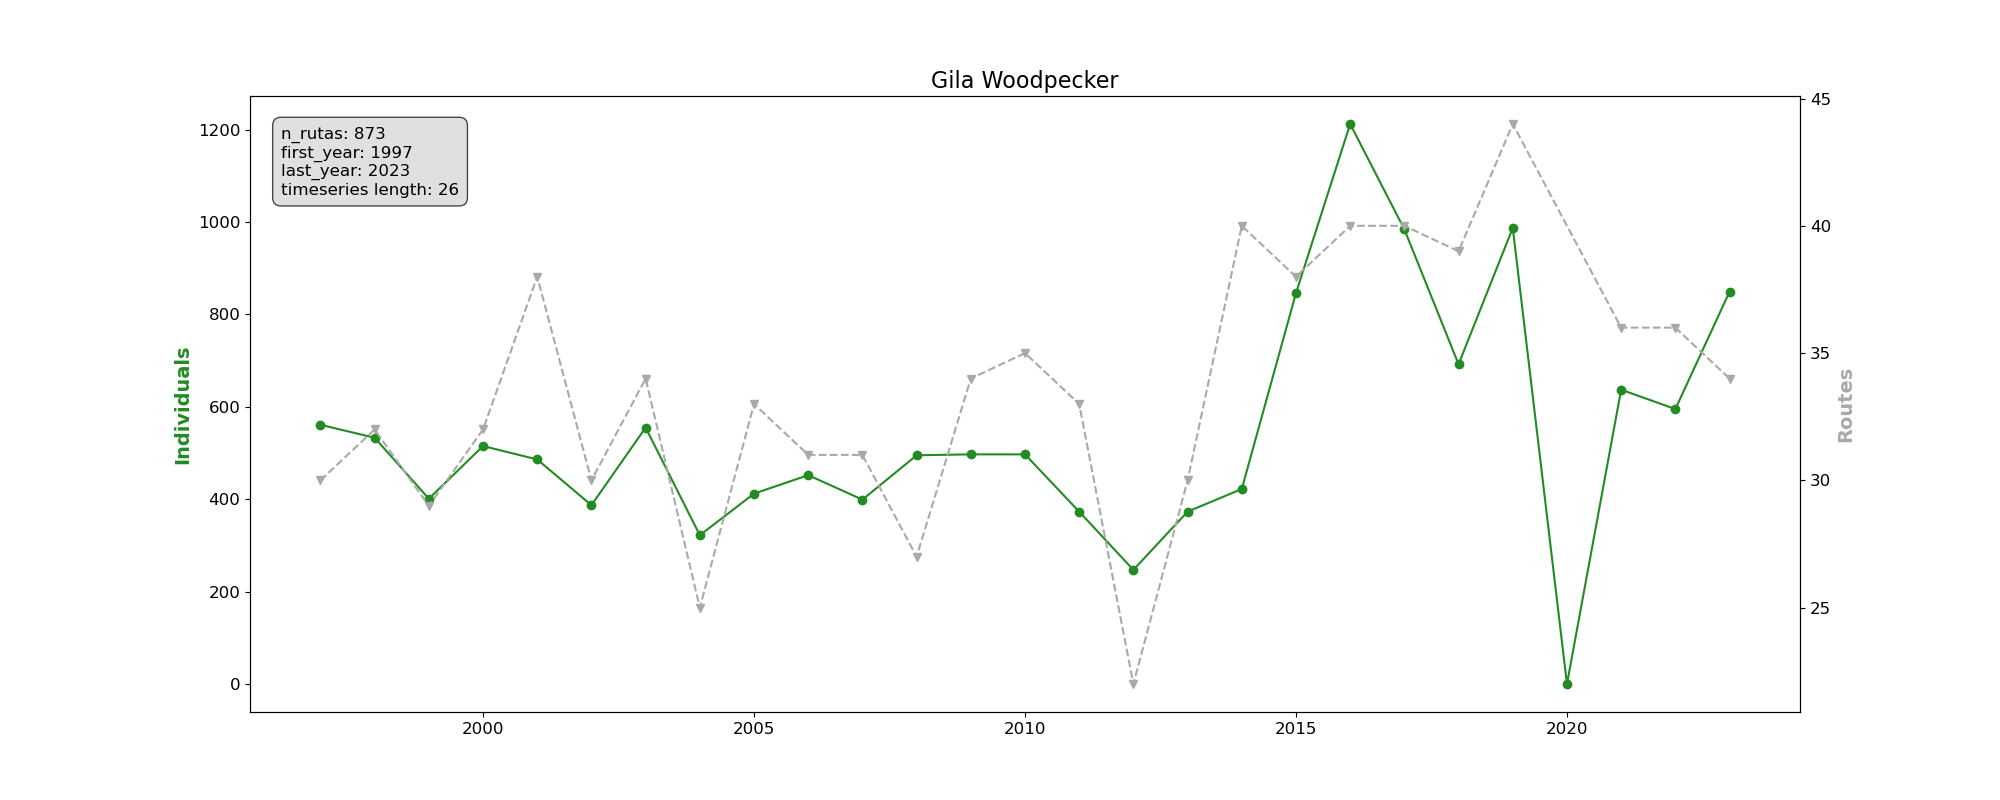 Gila Woodpecker
n_rutas: 873
first_year: 1997
last_year: 2023
timeseries length: 26
Individuals
1200
1000
800
600
400
200
0
2000
2005
2010
2015
2020
45
40
35
30
25
Routes